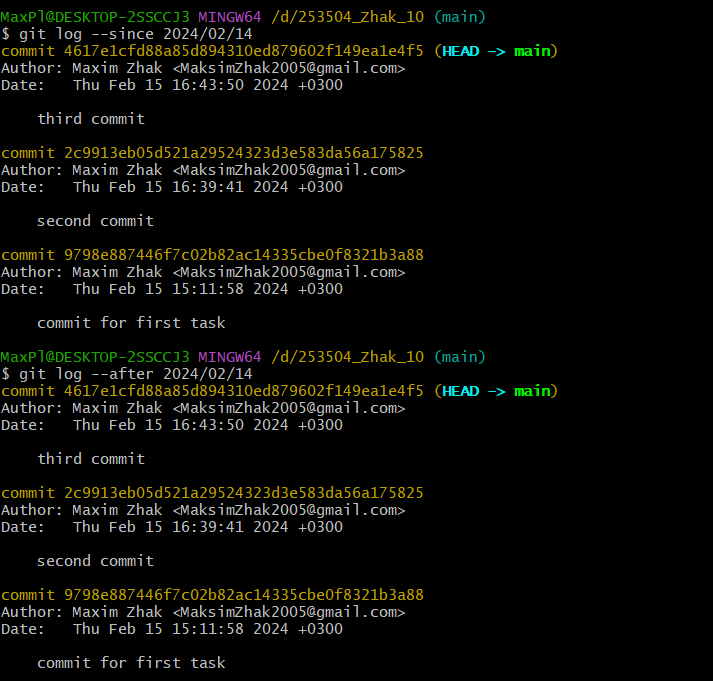 MaxPl@DESKTOP-2SSCCJ3 MINGW64 /d/253504_Zhak_10 (main)
$ git log --since 2024/02/14
commit 4617e1cfd88a85d894310ed879602f149ea1e4f5 (HEAD -> main)
Author: Maxim Zhak <MaksimZhak2005@gmail.com>
Date:   Thu Feb 15 16:43:50 2024 +0300

    third commit

commit 2c9913eb05d521a29524323d3e583da56a175825
Author: Maxim Zhak <MaksimZhak2005@gmail.com>
Date:   Thu Feb 15 16:39:41 2024 +0300

    second commit

commit 9798e887446f7c02b82ac14335cbe0f8321b3a88
Author: Maxim Zhak <MaksimZhak2005@gmail.com>
Date:   Thu Feb 15 15:11:58 2024 +0300

    commit for first task

MaxPl@DESKTOP-2SSCCJ3 MINGW64 /d/253504_Zhak_10 (main)
$ git log --after 2024/02/14
commit 4617e1cfd88a85d894310ed879602f149ea1e4f5 (HEAD -> main)
Author: Maxim Zhak <MaksimZhak2005@gmail.com>
Date:   Thu Feb 15 16:43:50 2024 +0300

    third commit

commit 2c9913eb05d521a29524323d3e583da56a175825
Author: Maxim Zhak <MaksimZhak2005@gmail.com>
Date:   Thu Feb 15 16:39:41 2024 +0300

    second commit

commit 9798e887446f7c02b82ac14335cbe0f8321b3a88
Author: Maxim Zhak <MaksimZhak2005@gmail.com>
Date:   Thu Feb 15 15:11:58 2024 +0300

    commit for first task